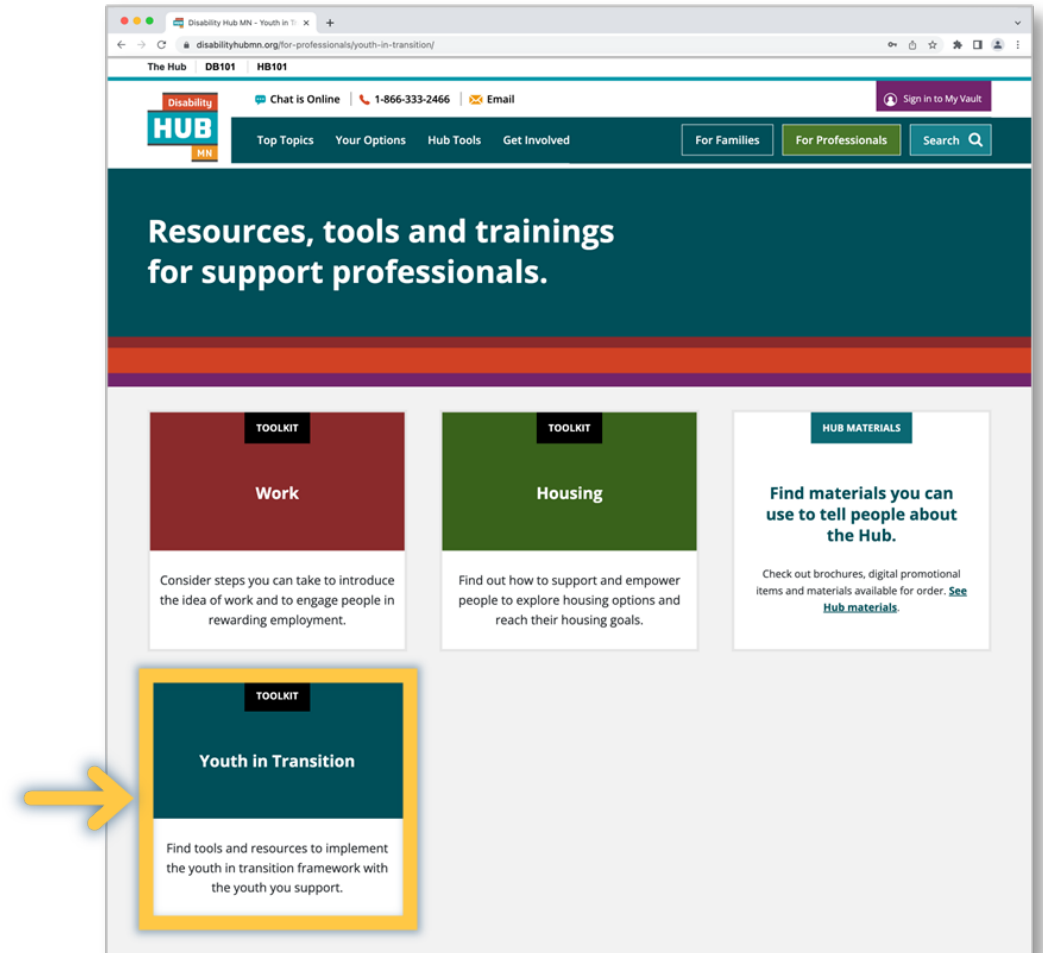 Disability Hub MN - Youth in T
disabilityhubmn.org/for-professionals/youth-in-transition/
The Hub DB101 HB101
Disability
HUB
MN
Chat is Online 1-866-333-2466 Email
Sign in to My Vault
Top Topics Your Options Hub Tools Get Involved
For Families For Professionals Search
Resources, tools and trainings
for support professionals.
TOOLKIT
Work
Consider steps you can take to introduce
the idea of work and to engage people in
rewarding employment.
TOOLKIT
Housing
Find out how to support and empower
people to explore housing options and
reach their housing goals.
HUB MATERIALS
Find materials you can
use to tell people about
the Hub.
Check out brochures, digital promotional
items and materials available for order. See
Hub materials.
TOOLKIT
Youth in Transition
Find tools and resources to implement
the youth in transition framework with
the youth you support.